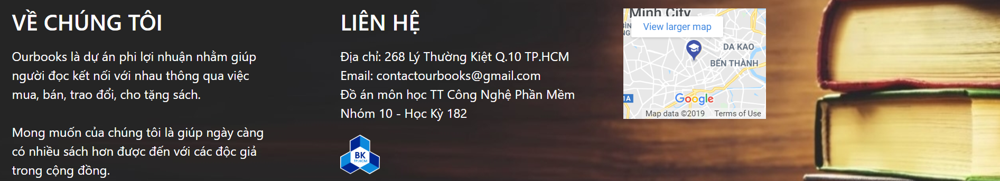 VỀ CHÚNG TÔI
Ourbooks là dự án phi lợi nhuận nhằm giúp
người đọc kết nối với nhau thông qua việc
mua, bán, trao đổi, cho tặng sách.
Mong muốn của chúng tôi là giúp ngày càng
có nhiều sách hơn được đến với các độc giả
trong cộng đồng.
LIÊN HỆ
Địa chỉ: 268 Lý Thường Kiệt Q.10 TP.HCM
Email: contactourbooks@gmail.com
Đồ án môn học TT Công Nghệ Phần Mềm
Nhóm 10 - Học Kỳ 182
BK
TP.HCM
Minh City
View larger map
DA KAO
BẾN THÀNH
1A
Google
Map data ©2019 Terms of Use